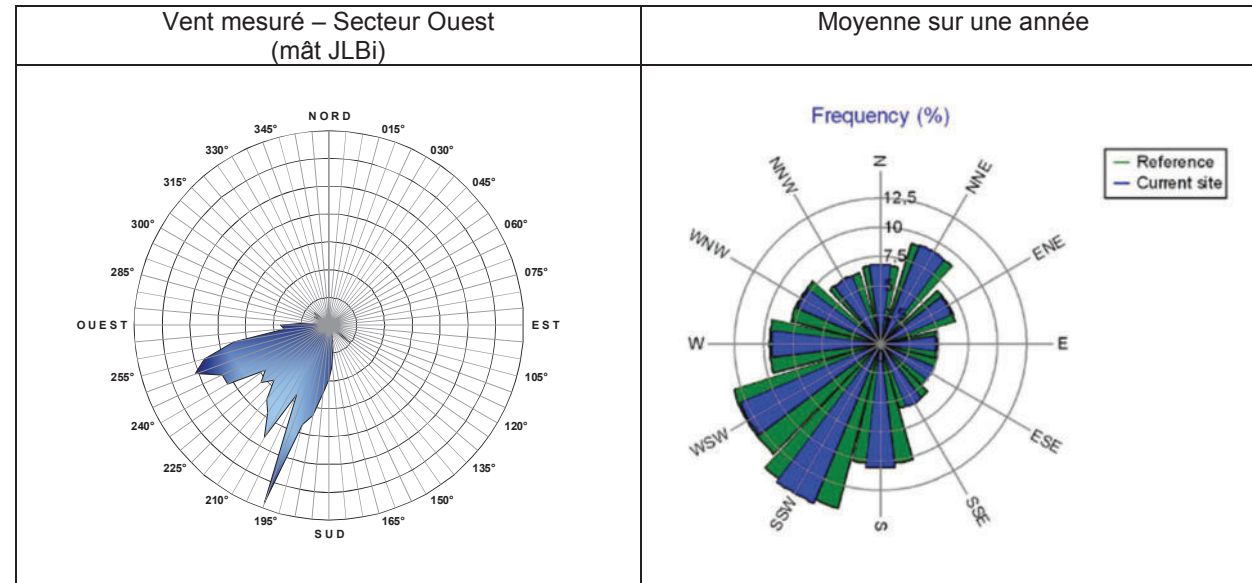 Vent mesuré – Secteur Ouest
(mât JLBi)
Moyenne sur une année
NORD
015°
030°
045°
060°
075°
EST
105°
120°
135°
150°
165°
SUD
195°
210°
225°
240°
255°
OUEST
285°
300°
315°
330°
345°
Frequency (%)
Reference
Current site
N
NNE
ENE
E
ESE
SSE
S
SSW
WSW
W
WNW
NNW
12,5
10
7,5
5